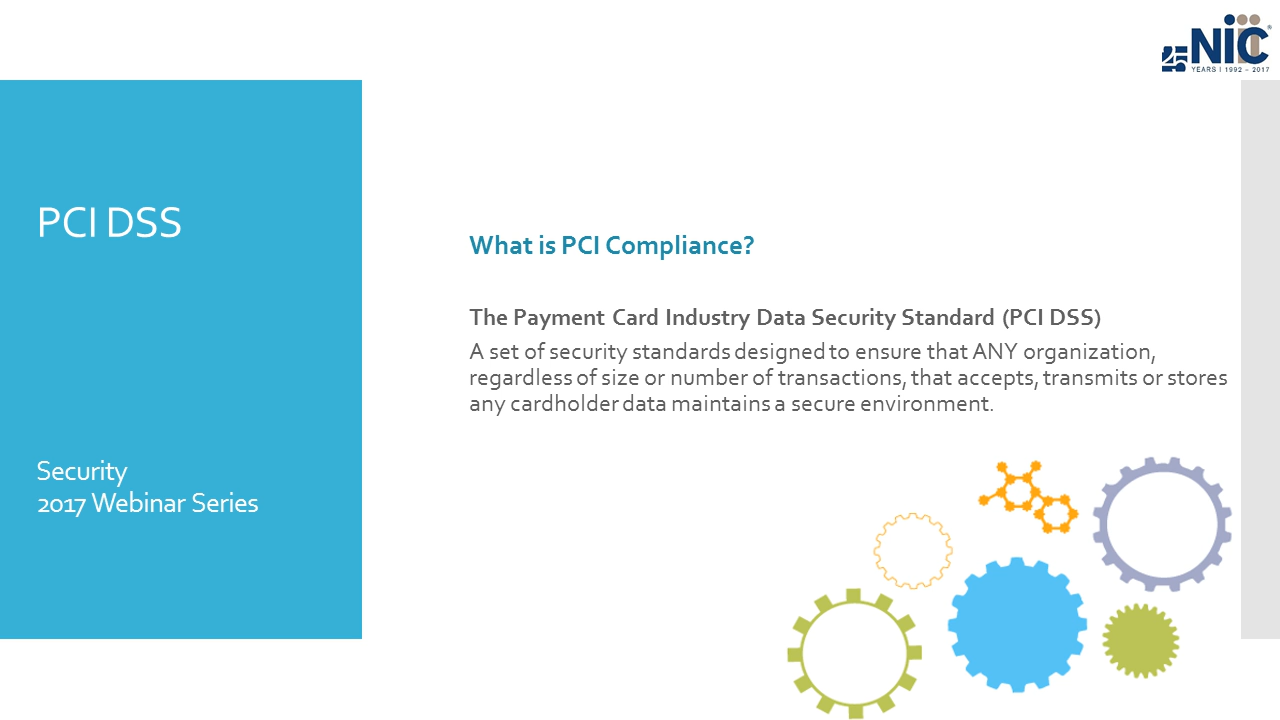 25 NIC®
YEARS | 1992 – 2017
PCI DSS
Security
2017 Webinar Series
What is PCI Compliance?
The Payment Card Industry Data Security Standard (PCI DSS)
A set of security standards designed to ensure that ANY organization,
regardless of size or number of transactions, that accepts, transmits or stores
any cardholder data maintains a secure environment.